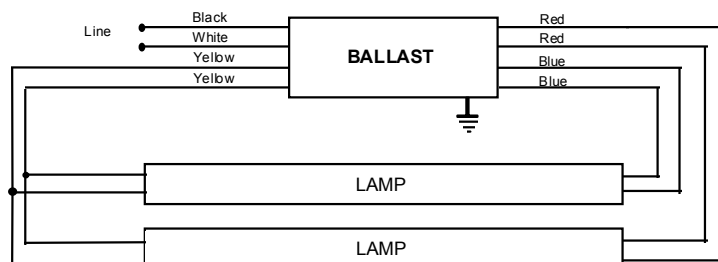 Black
Red
Line
White
Red
Yellow
BALLAST
Blue
Yellow
Blue
LAMP
LAMP